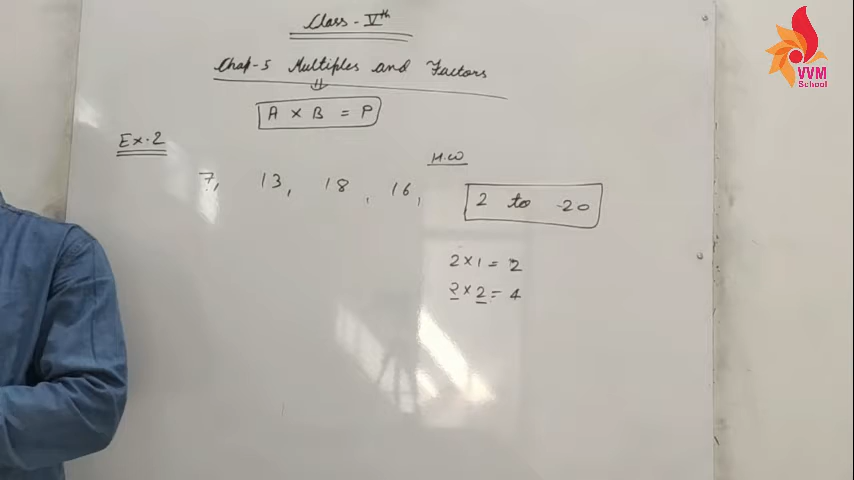 Class - Vth
Chap-5 Multiples and Factors
A × B = P
Ex.2
H.W
7, 13, 18, 16,
2 to 20
2×1 = 2
2×2 = 4
VVM
School